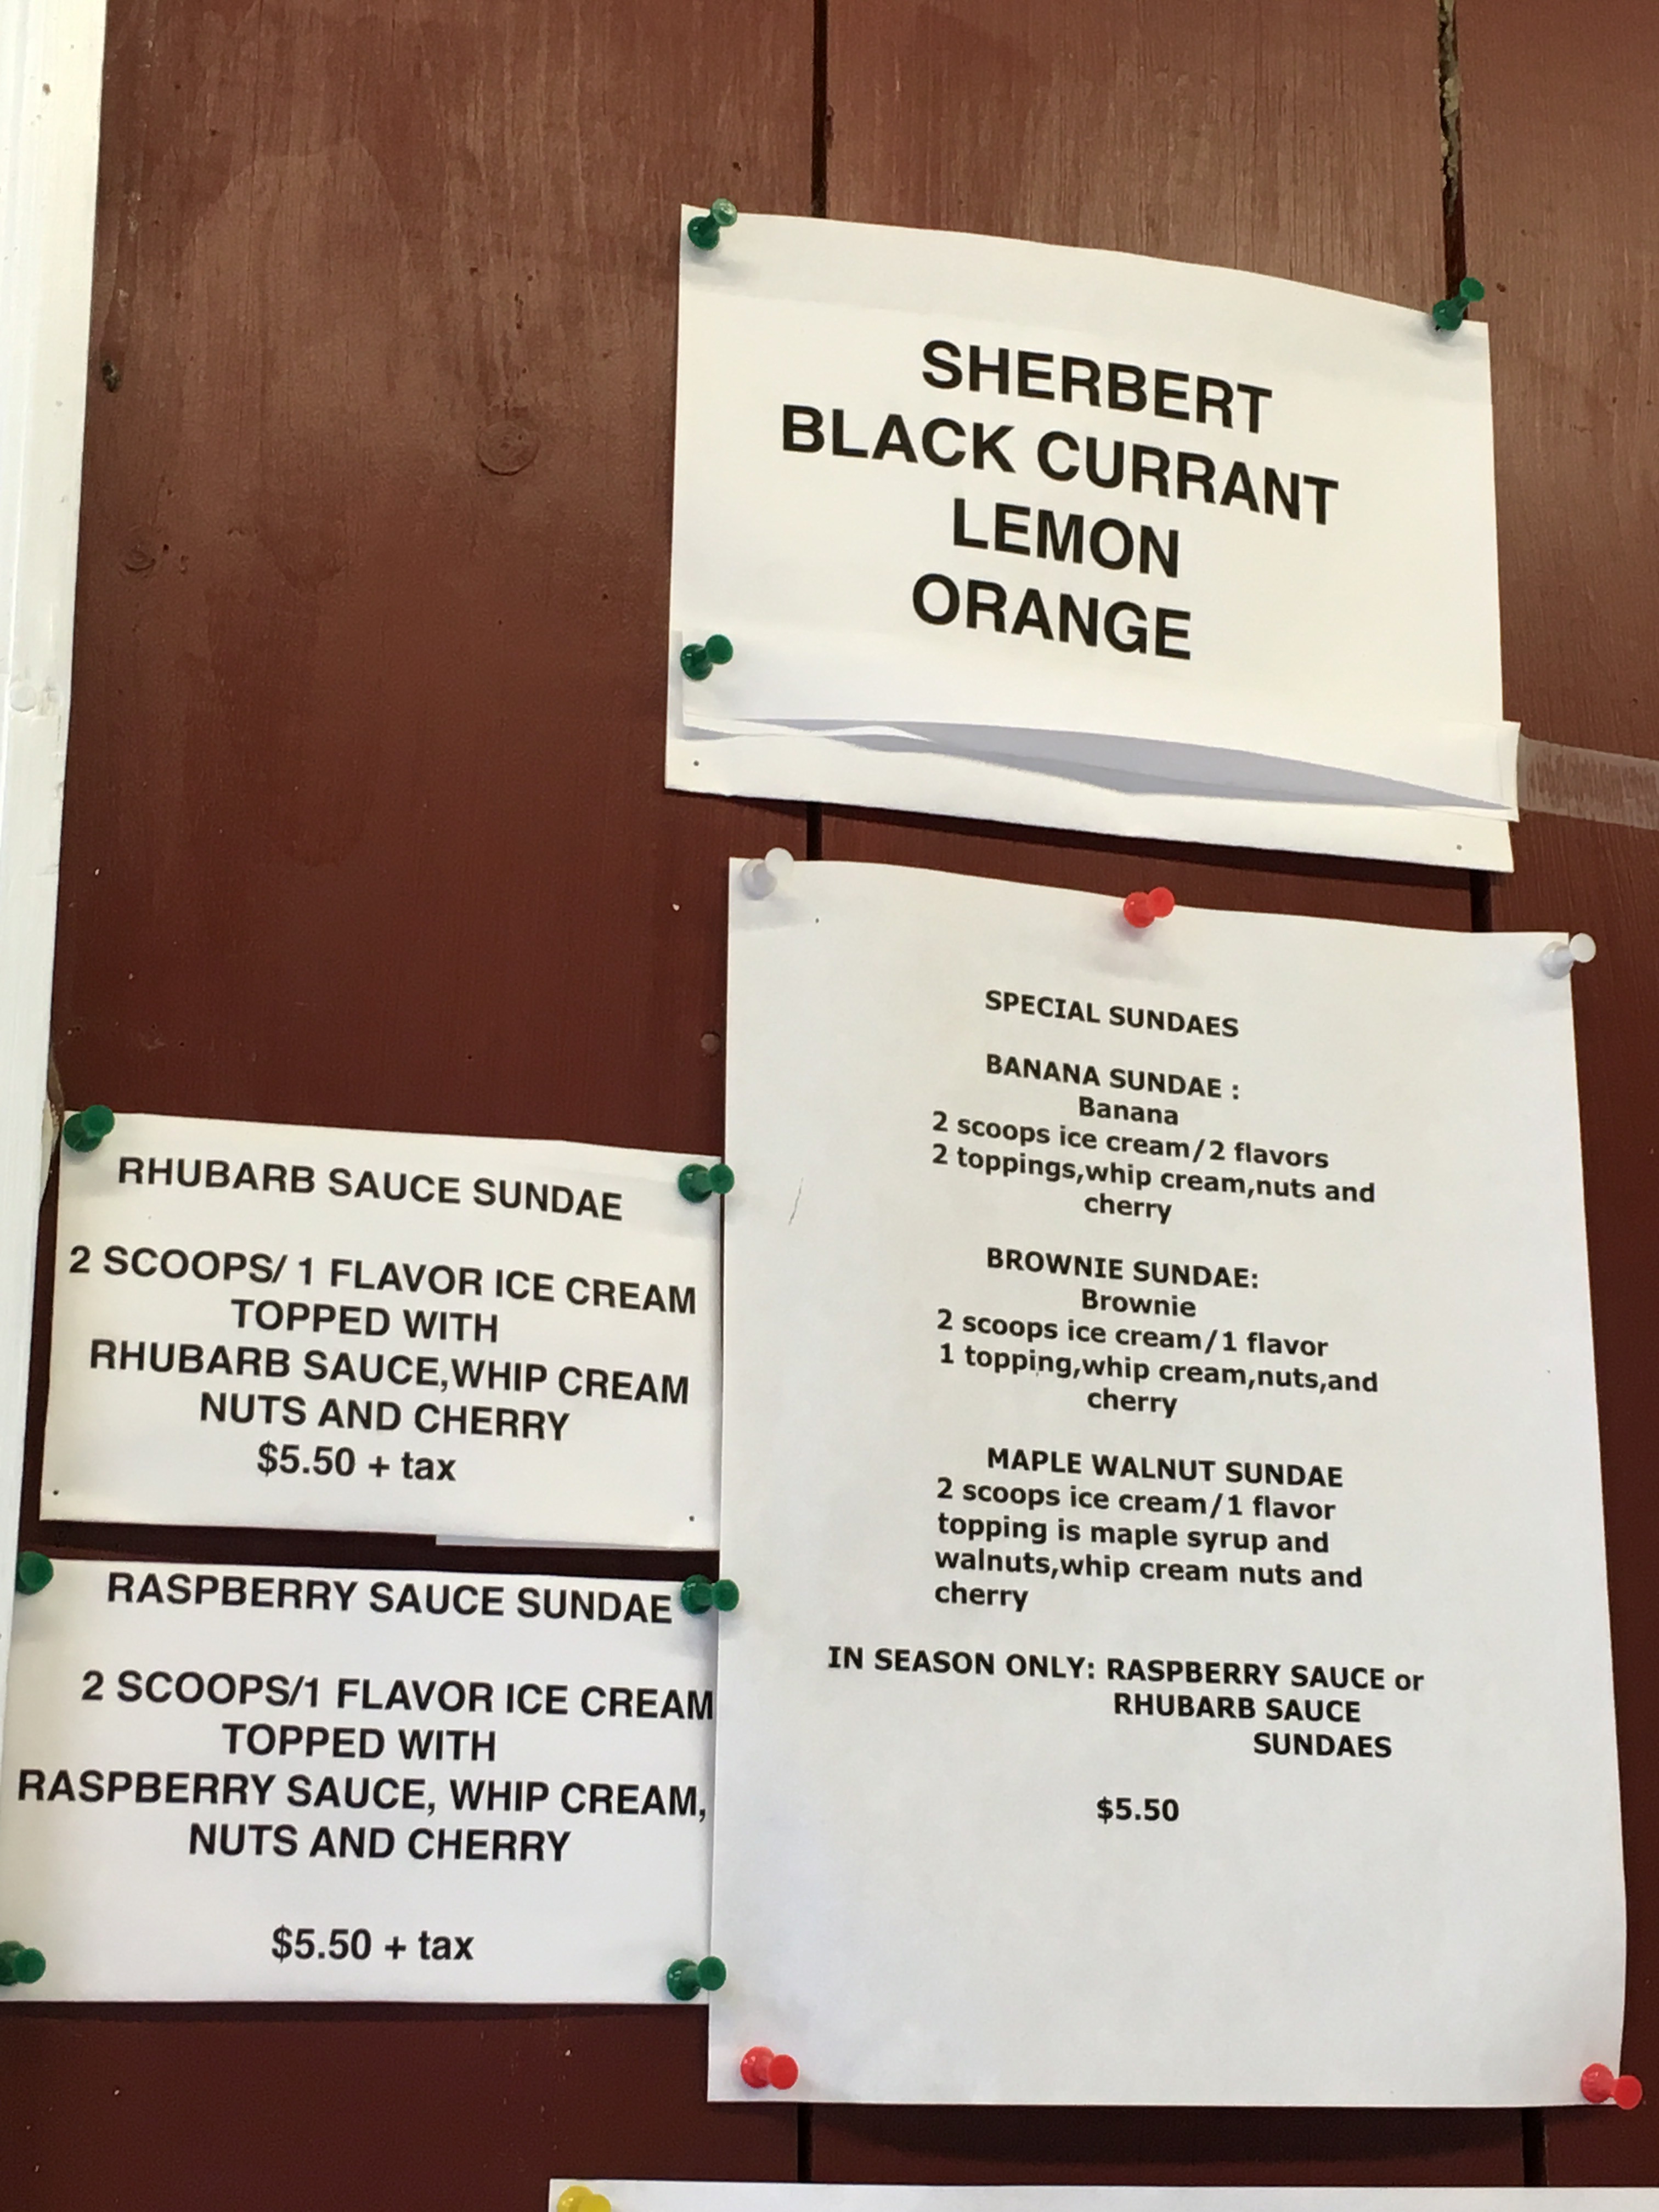 SHERBERT
BLACK CURRANT
LEMON
ORANGE
SPECIAL SUNDAES
BANANA SUNDAE :
Banana
2 scoops ice cream/2 flavors
2 toppings,whip cream,nuts and
cherry
BROWNIE SUNDAE:
Brownie
2 scoops ice cream/1 flavor
1 topping,whip cream,nuts,and
cherry
MAPLE WALNUT SUNDAE
2 scoops ice cream/1 flavor
topping is maple syrup and
walnuts,whip cream nuts and
cherry
IN SEASON ONLY: RASPBERRY SAUCE or
RHUBARB SAUCE
SUNDAES
$5.50
RHUBARB SAUCE SUNDAE
2 SCOOPS/ 1 FLAVOR ICE CREAM
TOPPED WITH
RHUBARB SAUCE,WHIP CREAM
NUTS AND CHERRY
$5.50 + tax
RASPBERRY SAUCE SUNDAE
2 SCOOPS/1 FLAVOR ICE CREAM
TOPPED WITH
RASPBERRY SAUCE, WHIP CREAM,
NUTS AND CHERRY
$5.50 + tax